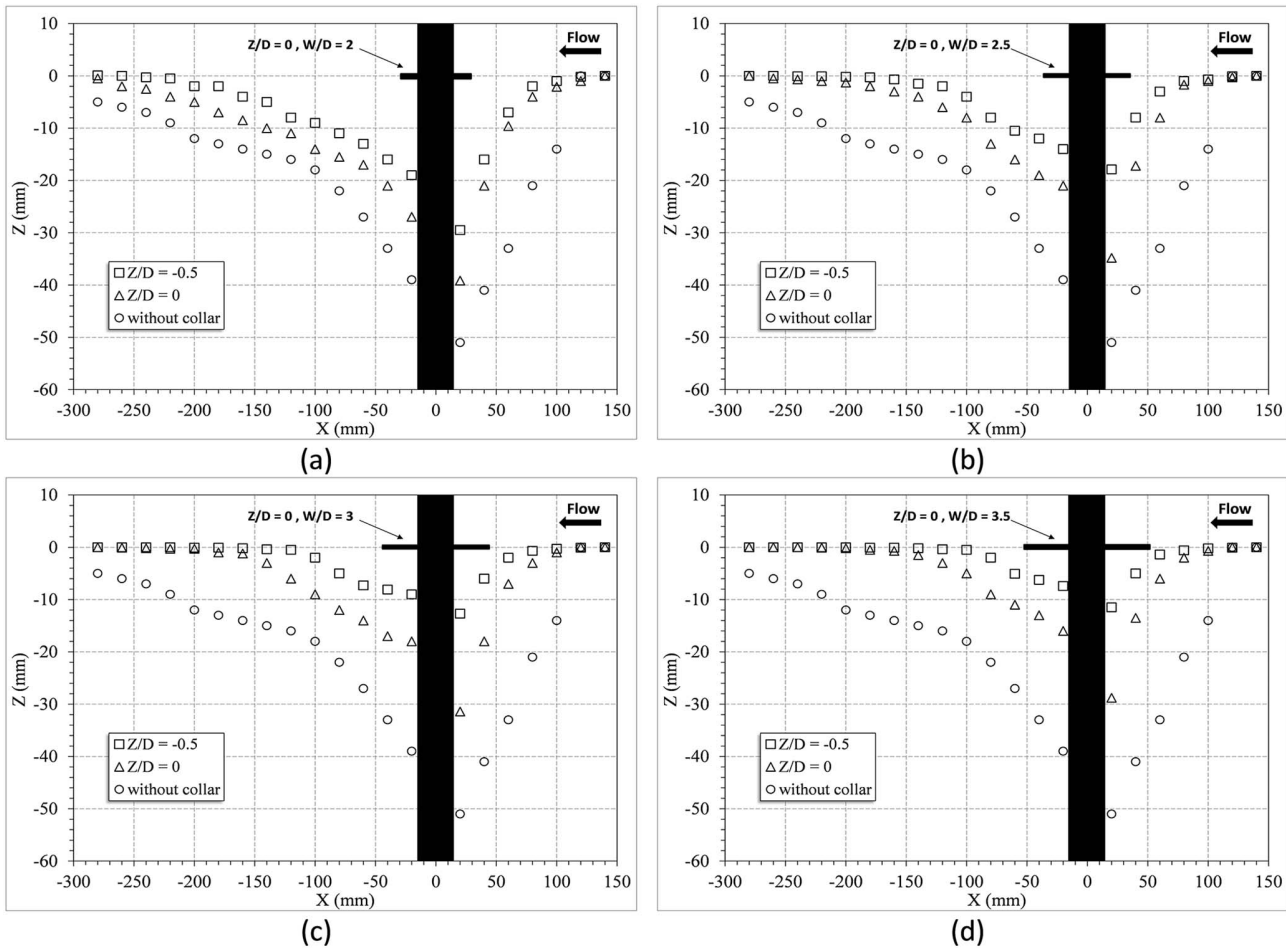 10
0
-10
-20
-30
-40
-50
-60
Z (mm)
-300 -250 -200 -150 -100 -50 0 50 100 150
X (mm)
Z/D = 0 , W/D = 2
Flow
Z/D = -0.5
Z/D = 0
without collar
(a)
10
0
-10
-20
-30
-40
-50
-60
Z (mm)
-300 -250 -200 -150 -100 -50 0 50 100 150
X (mm)
Z/D = 0 , W/D = 2.5
Flow
Z/D = -0.5
Z/D = 0
without collar
(b)
10
0
-10
-20
-30
-40
-50
-60
Z (mm)
-300 -250 -200 -150 -100 -50 0 50 100 150
X (mm)
Z/D = 0 , W/D = 3
Flow
Z/D = -0.5
Z/D = 0
without collar
(c)
10
0
-10
-20
-30
-40
-50
-60
Z (mm)
-300 -250 -200 -150 -100 -50 0 50 100 150
X (mm)
Z/D = 0 , W/D = 3.5
Flow
Z/D = -0.5
Z/D = 0
without collar
(d)